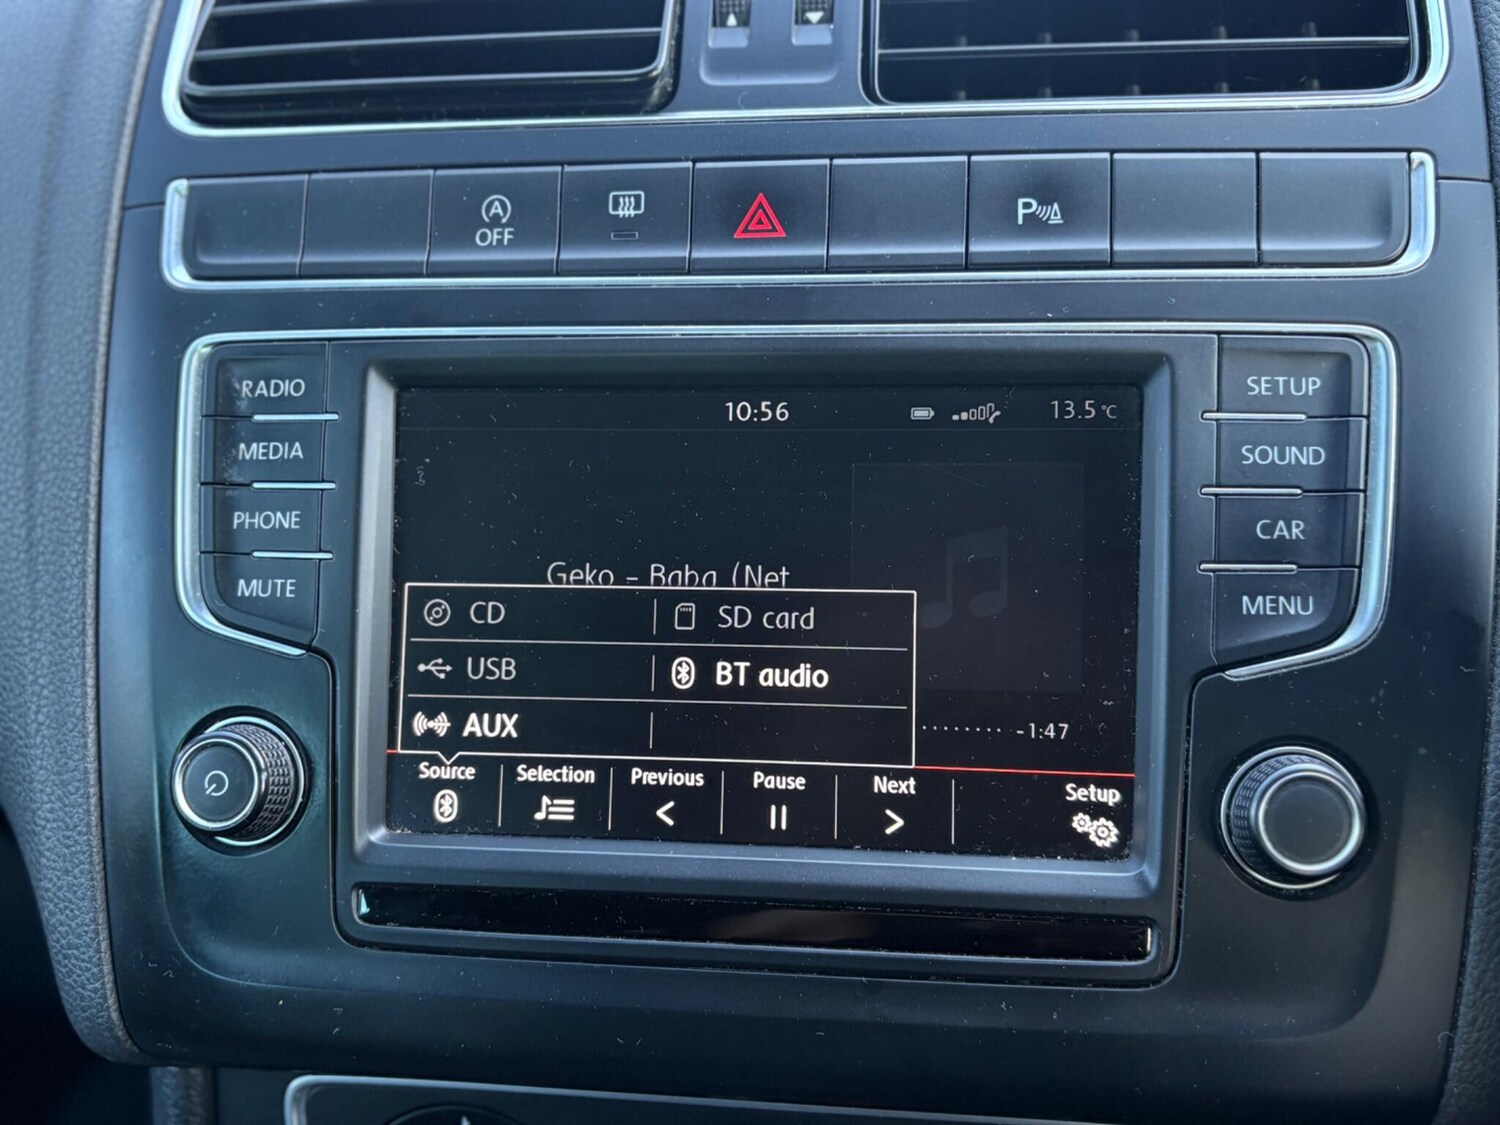 A
OFF
P
RADIO
MEDIA
PHONE
MUTE
10:56
13.5°C
Geko - Baba (Net
CD
SD card
USB
BT audio
AUX
-1:47
Source
Selection
Previous
Pause
Next
Setup
SETUP
SOUND
CAR
MENU